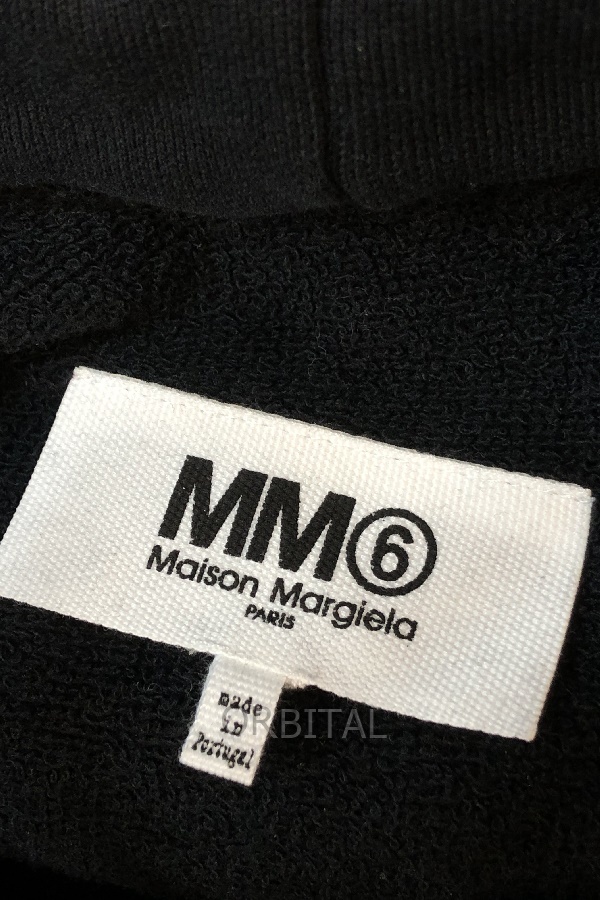 MM⑥
Maison Margiela
PARIS
made
in
Portugal
ORBITAL